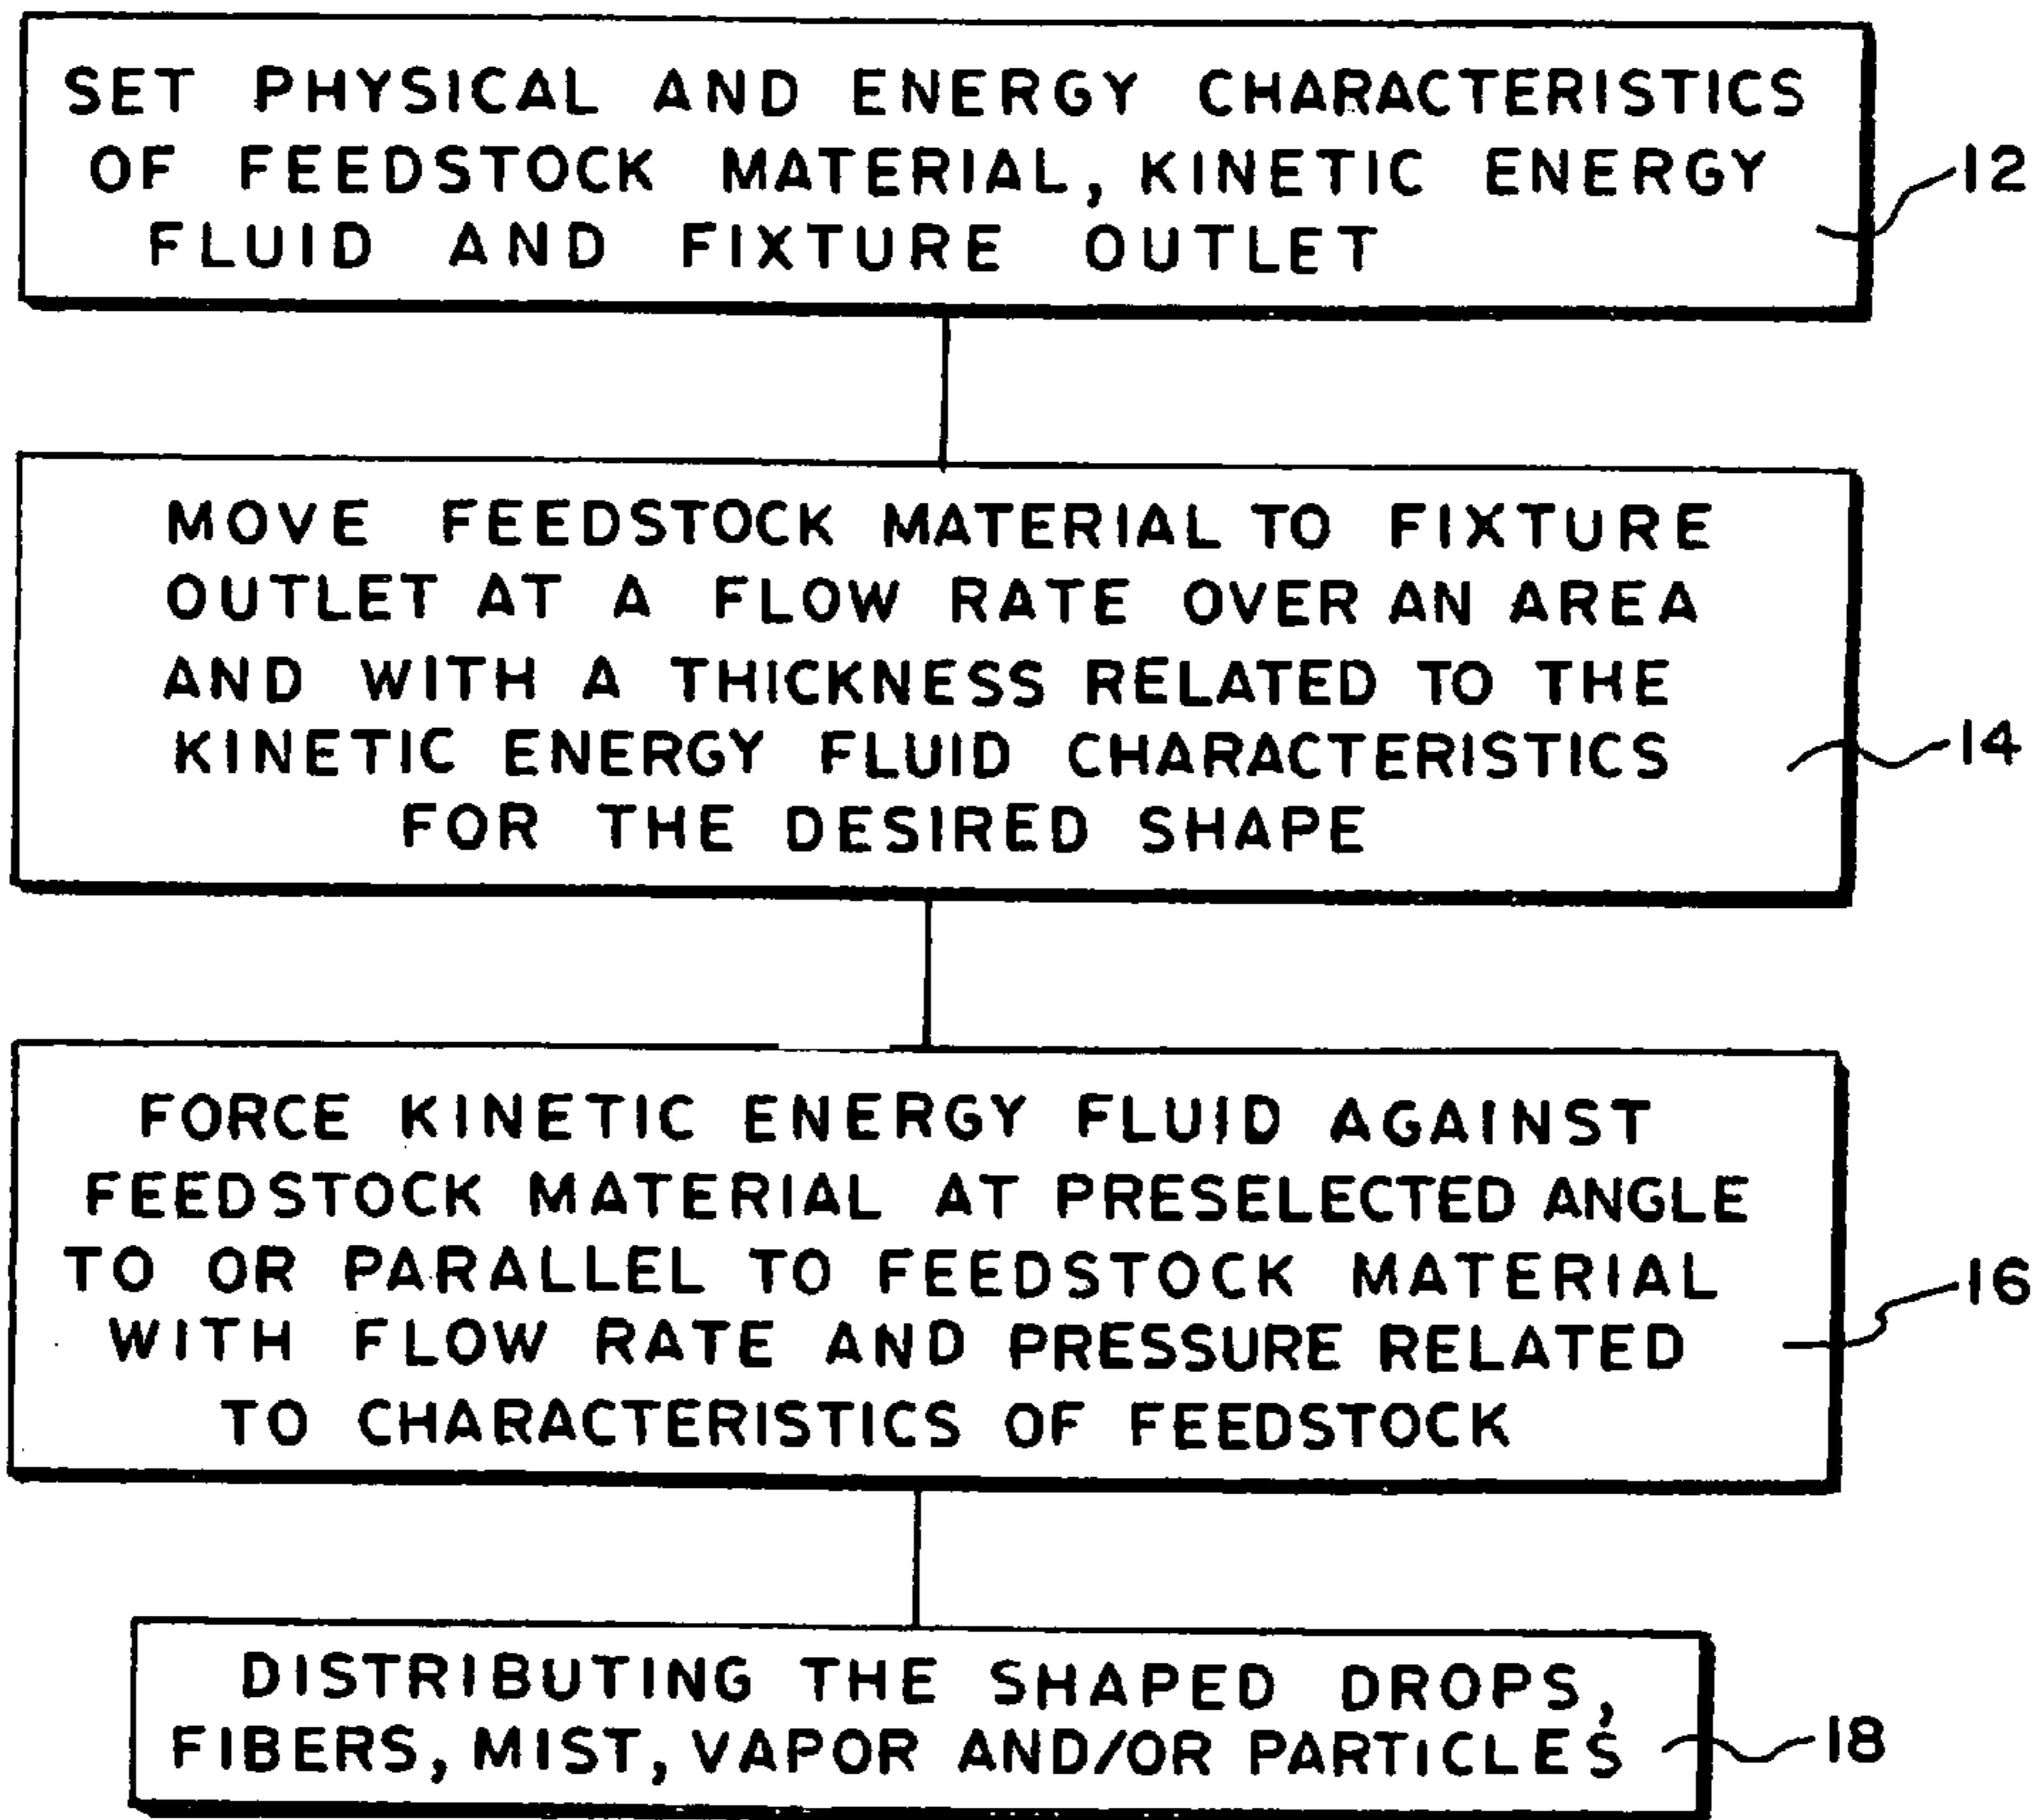 SET PHYSICAL AND ENERGY CHARACTERISTICS
OF FEEDSTOCK MATERIAL, KINETIC ENERGY
FLUID AND FIXTURE OUTLET
12
MOVE FEEDSTOCK MATERIAL TO FIXTURE
OUTLET AT A FLOW RATE OVER AN AREA
AND WITH A THICKNESS RELATED TO THE
KINETIC ENERGY FLUID CHARACTERISTICS
FOR THE DESIRED SHAPE
14
FORCE KINETIC ENERGY FLUID AGAINST
FEEDSTOCK MATERIAL AT PRESELECTED ANGLE
TO OR PARALLEL TO FEEDSTOCK MATERIAL
WITH FLOW RATE AND PRESSURE RELATED
TO CHARACTERISTICS OF FEEDSTOCK
16
DISTRIBUTING THE SHAPED DROPS,
FIBERS, MIST, VAPOR AND/OR PARTICLES
18